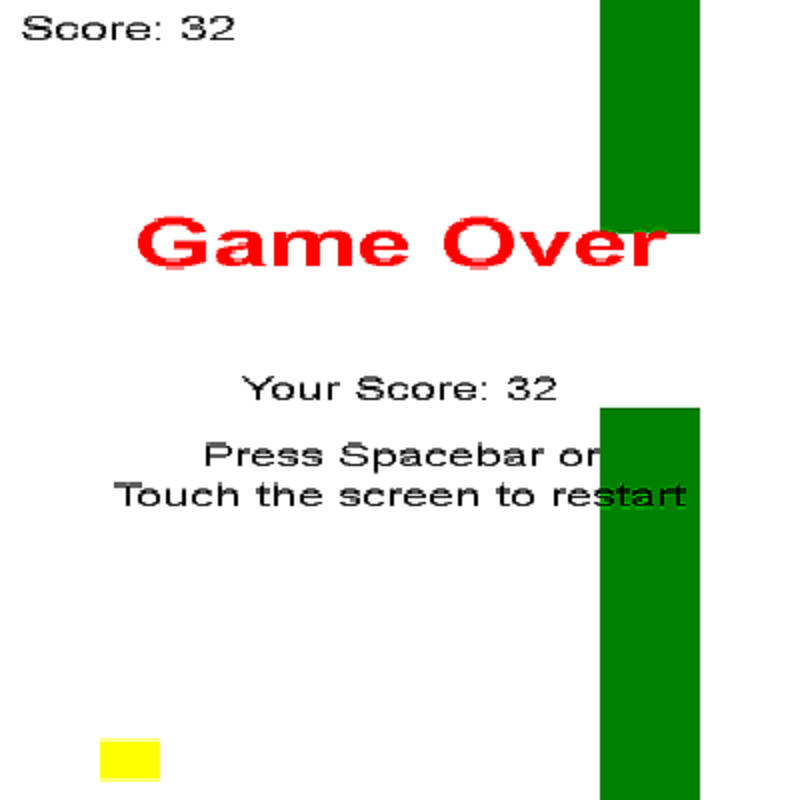 Score: 32
Game Over
Your Score: 32
Press Spacebar or
Touch the screen to restart